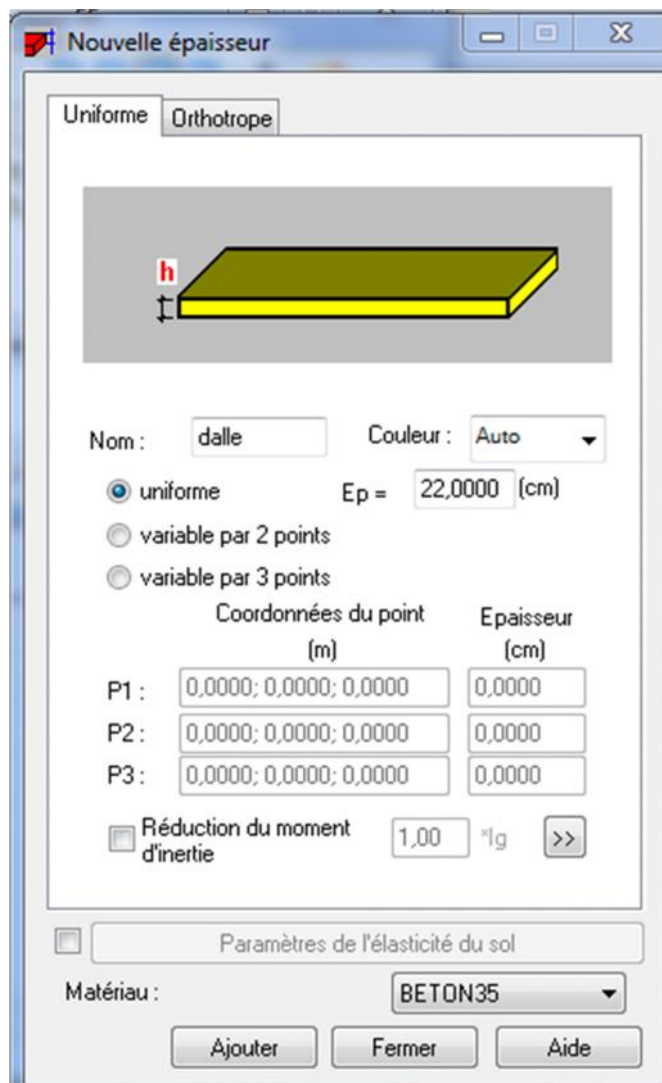 Nouvelle épaisseur
Uniforme Orthotrope
h
Nom : dalle Couleur : Auto
uniforme Ep = 22,0000 (cm)
variable par 2 points
variable par 3 points
Coordonnées du point Epaisseur
(m) (cm)
P1 : 0,0000; 0,0000; 0,0000 0,0000
P2 : 0,0000; 0,0000; 0,0000 0,0000
P3 : 0,0000; 0,0000; 0,0000 0,0000
Réduction du moment
d'inertie 1,00 *Ig >>
Paramètres de l'élasticité du sol
Matériau : BETON35
Ajouter Fermer Aide